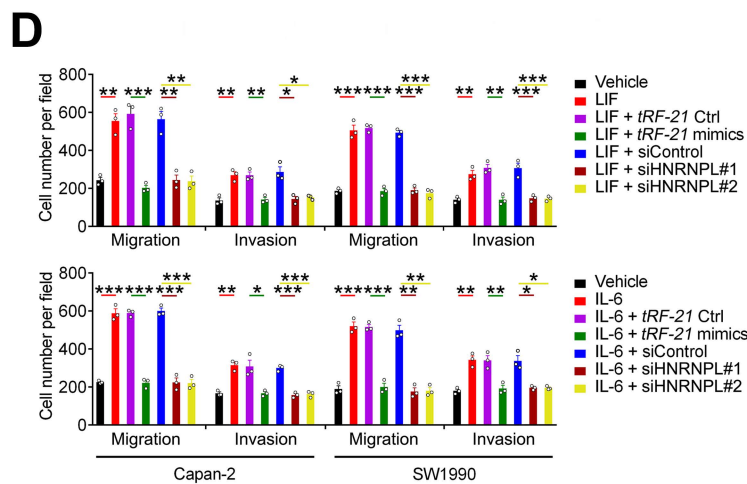 D
Cell number per field
800
600
400
200
0
** * *** ***
** *** ** ** ** * *** *** *** ** ** ***
Migration Invasion Migration Invasion
Vehicle
LIF
LIF + tRF-21 Ctrl
LIF + tRF-21 mimics
LIF + siControl
LIF + siHNRNPL#1
LIF + siHNRNPL#2
Cell number per field
800
600
400
200
0
*** *** ** *
*** *** *** ** * *** *** *** ** ** ** *
Migration Invasion Migration Invasion
Capan-2 SW1990
Vehicle
IL-6
IL-6 + tRF-21 Ctrl
IL-6 + tRF-21 mimics
IL-6 + siControl
IL-6 + siHNRNPL#1
IL-6 + siHNRNPL#2